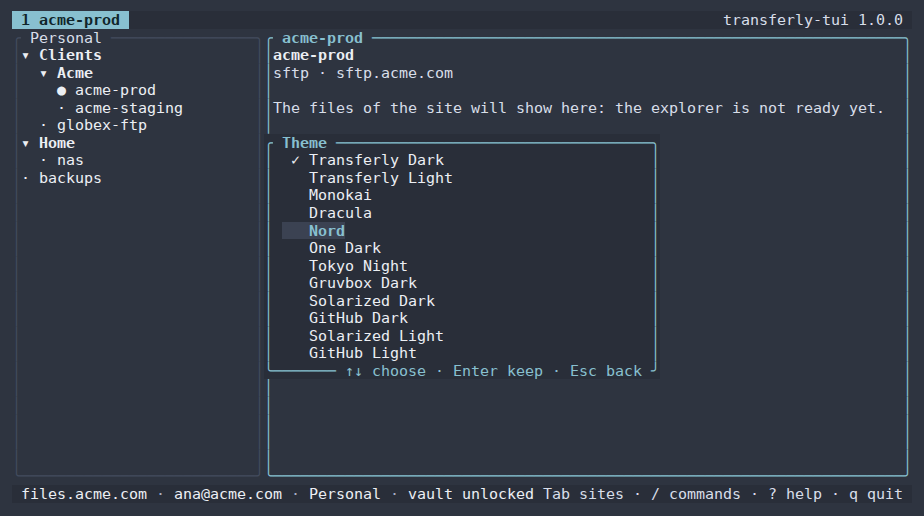 1 acme-prod transferly-tui 1.0.0
Personal
▾ Clients
▾ Acme
● acme-prod
· acme-staging
· globex-ftp
▾ Home
· nas
· backups
acme-prod
acme-prod
sftp · sftp.acme.com
The files of the site will show here: the explorer is not ready yet.
Theme
✓ Transferly Dark
Transferly Light
Monokai
Dracula
Nord
One Dark
Tokyo Night
Gruvbox Dark
Solarized Dark
GitHub Dark
Solarized Light
GitHub Light
↑↓ choose · Enter keep · Esc back
files.acme.com · ana@acme.com · Personal · vault unlocked Tab sites · / commands · ? help · q quit